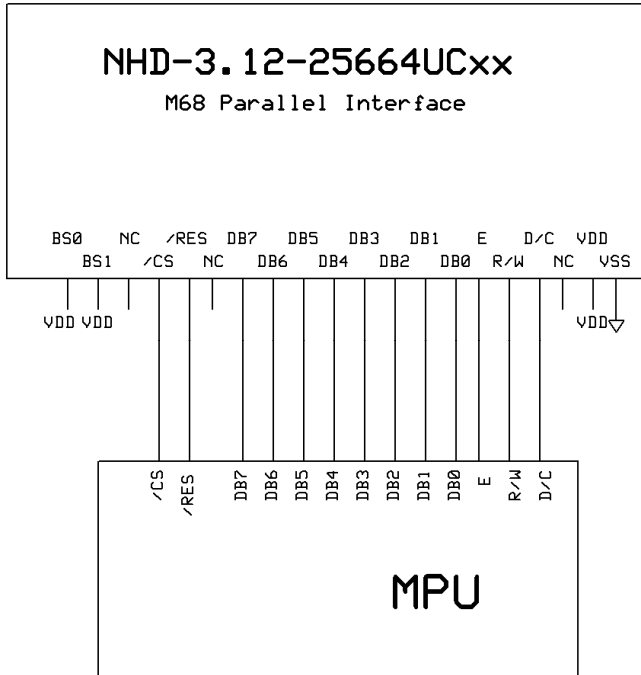 NHD-3.12-25664UCxx
M68 Parallel Interface
BS0 NC /RES DB7 DB5 DB3 DB1 E D/C VDD
BS1 /CS NC DB6 DB4 DB2 DB0 R/W NC VSS
VDD VDD VDD
/CS /RES DB7 DB6 DB5 DB4 DB3 DB2 DB1 DB0 E R/W D/C
MPU